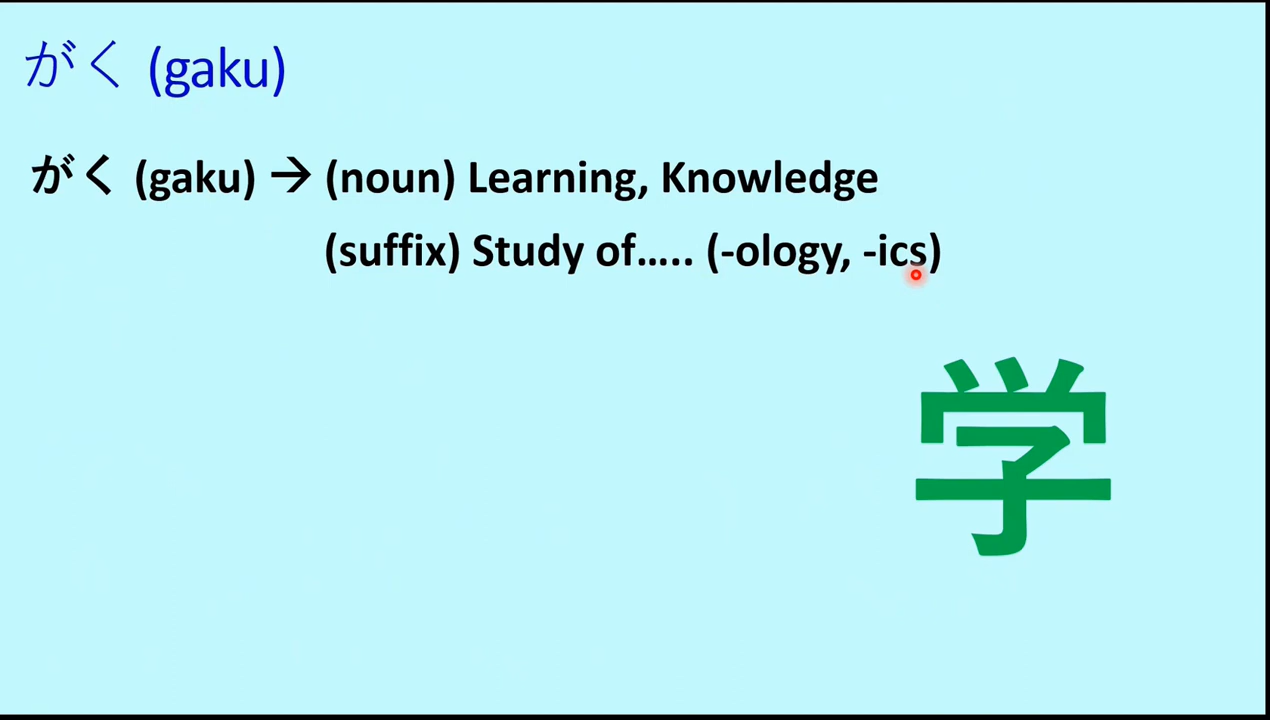 がく (gaku)
がく (gaku) → (noun) Learning, Knowledge
(suffix) Study of….. (-ology, -ics)
学